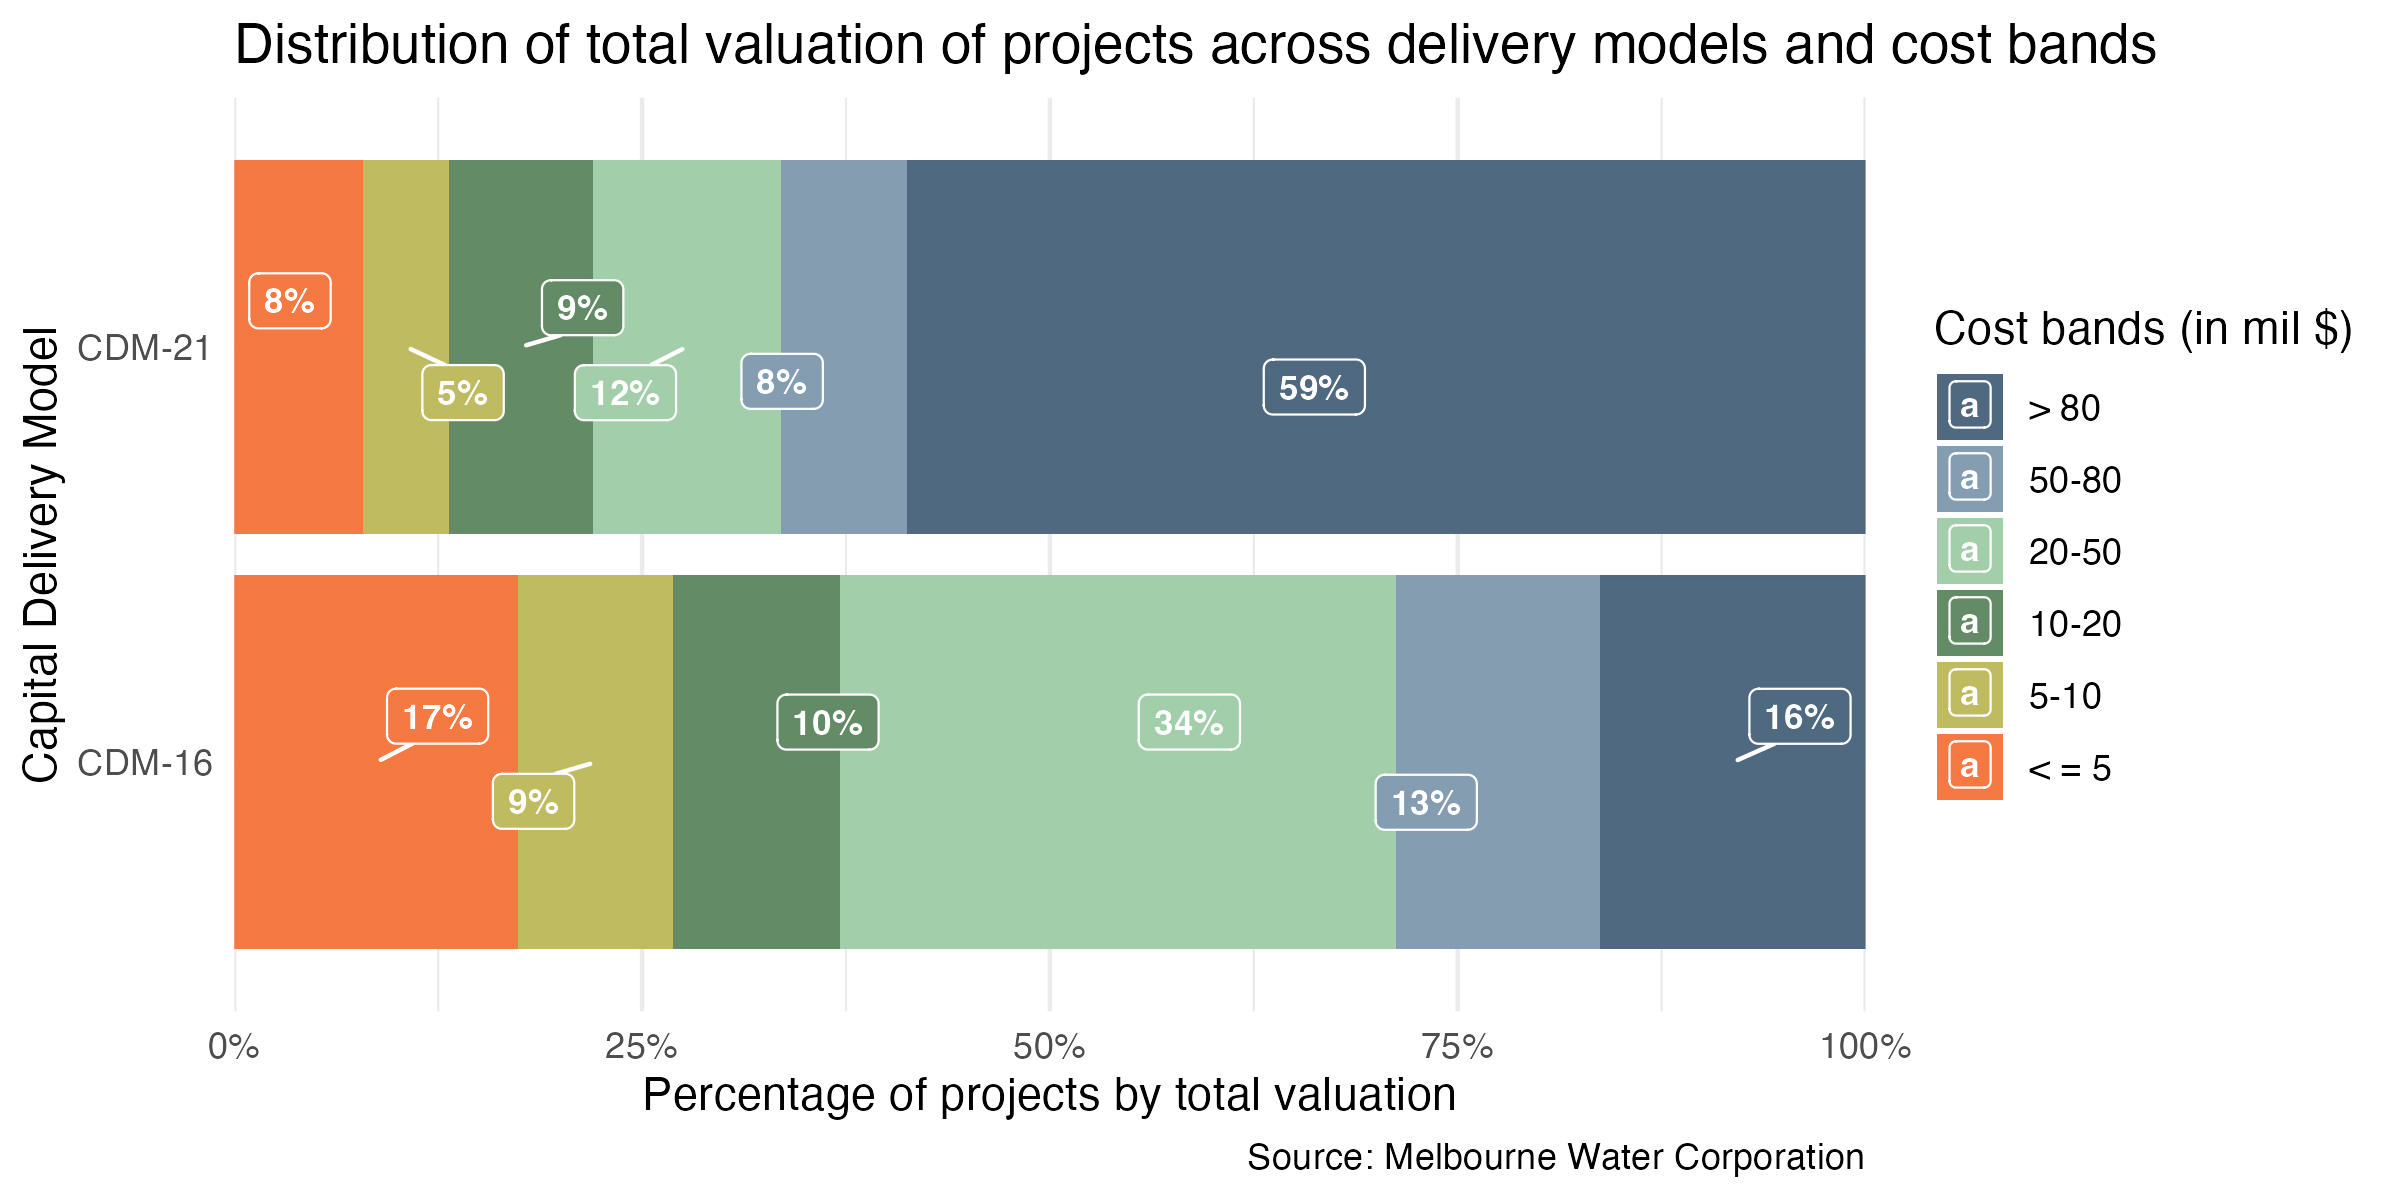 Distribution of total valuation of projects across delivery models and cost bands
Capital Delivery Model
CDM-21
8%
5%
9%
12%
8%
59%
CDM-16
17%
9%
10%
34%
13%
16%
0%
25%
50%
75%
100%
Percentage of projects by total valuation
Source: Melbourne Water Corporation
Cost bands (in mil $)
a > 80
a 50-80
a 20-50
a 10-20
a 5-10
a < = 5